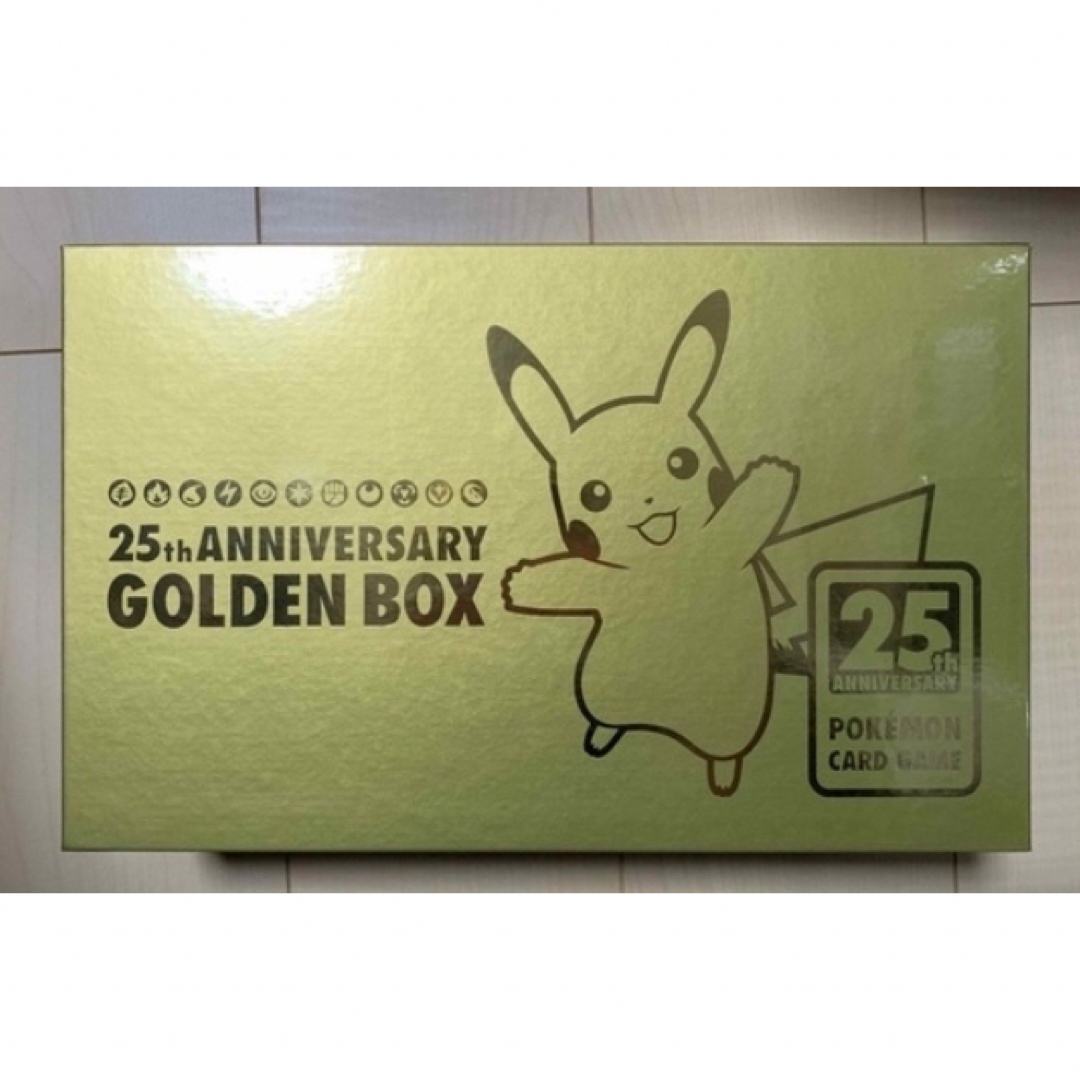 25th ANNIVERSARY
GOLDEN BOX
25th
ANNIVERSARY
POKÉMON
CARD GAME